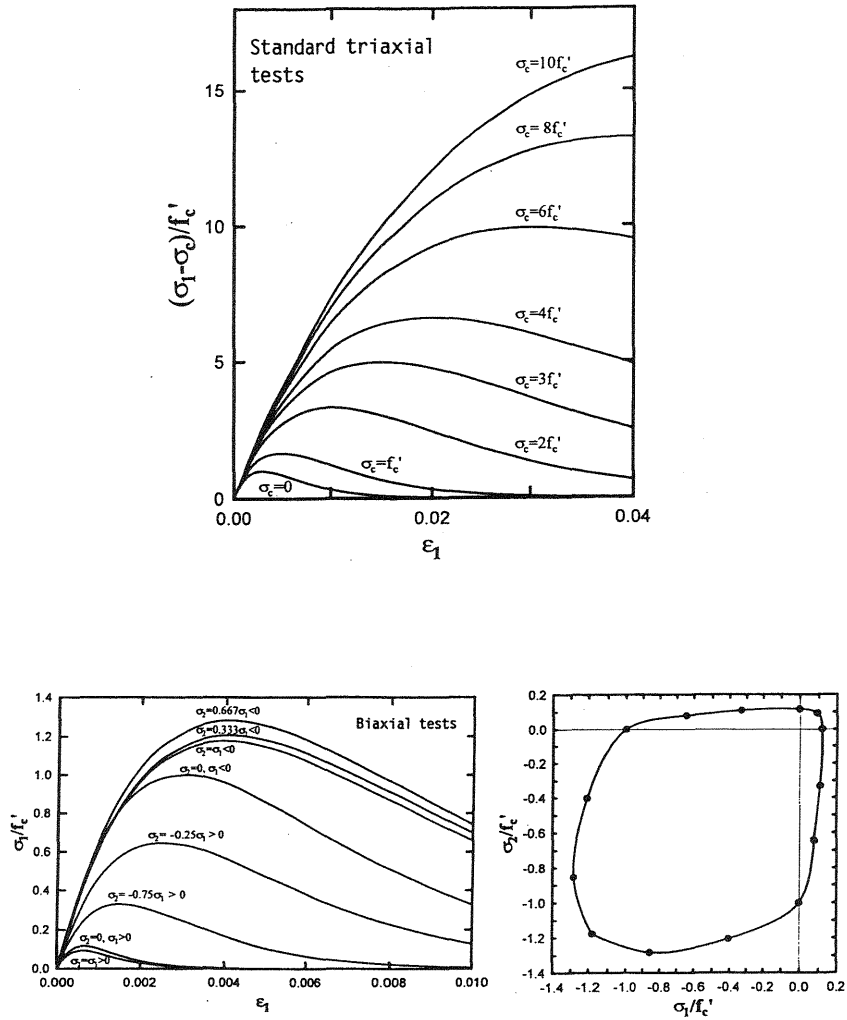 Standard triaxial
tests
σc=10fc'
15
σc= 8fc'
(σ1-σc)/fc'
10
σc=6fc'
σc=4fc'
5
σc=3fc'
σc=2fc'
σc=fc'
σc=0
0
0.00 0.02 0.04
ε1
1.4
1.2
1.0
0.8
0.6
0.4
0.2
0.0
σ1/fc'
σ2=0.667σ1<0
Biaxial tests
σ2=0.333σ1<0
σ2=σ1<0
σ2=0, σ1<0
σ2= -0.25σ1 > 0
σ2= -0.75σ1 > 0
σ2=0, σ1>0
σ2=σ1>0
0.000 0.002 0.004 0.006 0.008 0.010
ε1
0.2
0.0
-0.2
-0.4
-0.6
-0.8
-1.0
-1.2
-1.4
σ2/fc'
-1.4 -1.2 -1.0 -0.8 -0.6 -0.4 -0.2 0.0 0.2
σ1/fc'